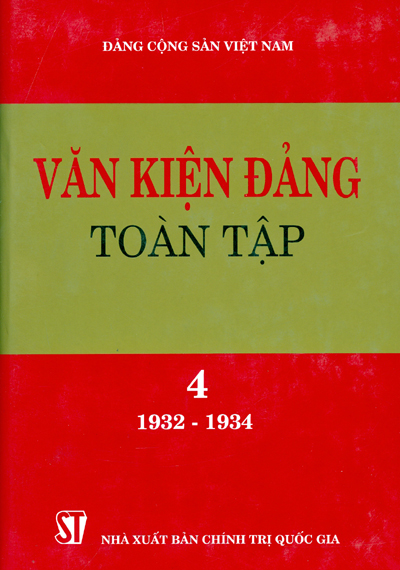 ĐẢNG CỘNG SẢN VIỆT NAM
VĂN KIỆN ĐẢNG
TOÀN TẬP
4
1932 - 1934
ST
NHÀ XUẤT BẢN CHÍNH TRỊ QUỐC GIA